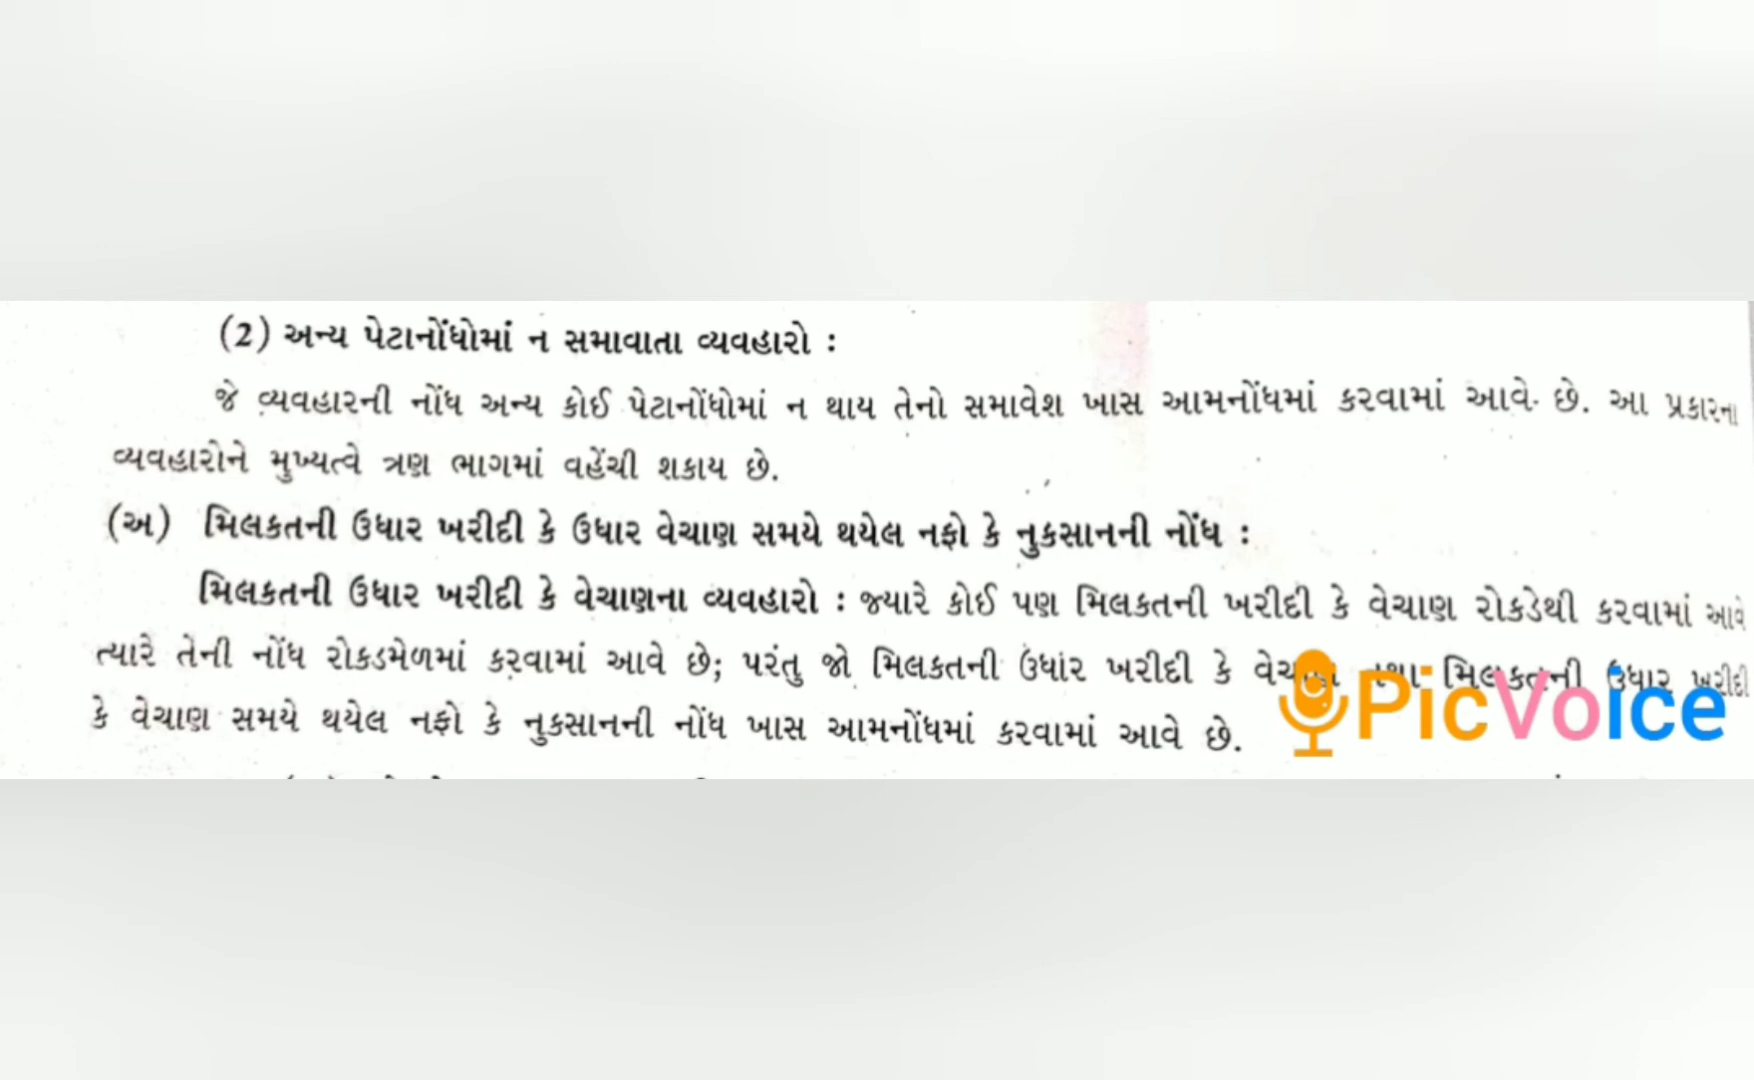 (2) અન્ય પેટાનોંધોમાં ન સમાવાતા વ્યવહારો :
જે વ્યવહારની નોંધ અન્ય કોઈ પેટાનોંધોમાં ન થાય તેનો સમાવેશ ખાસ આમનોંધમાં કરવામાં આવે છે. આ પ્રકારના
વ્યવહારોને મુખ્યત્વે ત્રણ ભાગમાં વહેંચી શકાય છે.
(અ) મિલકતની ઉધાર ખરીદી કે ઉધાર વેચાણ સમયે થયેલ નફો કે નુકસાનની નોંધ :
મિલકતની ઉધાર ખરીદી કે વેચાણના વ્યવહારો : જ્યારે કોઈ પણ મિલકતની ખરીદી કે વેચાણ રોકડેથી કરવામાં આવે
ત્યારે તેની નોંધ રોકડમેળમાં કરવામાં આવે છે; પરંતુ જો મિલકતની ઉધાર ખરીદી કે મિલકતની ઉધાર ખરીદી
કે વેચાણ સમયે થયેલ નફો કે નુકસાનની નોંધ ખાસ આમનોંધમાં કરવામાં આવે છે.
PicVoice